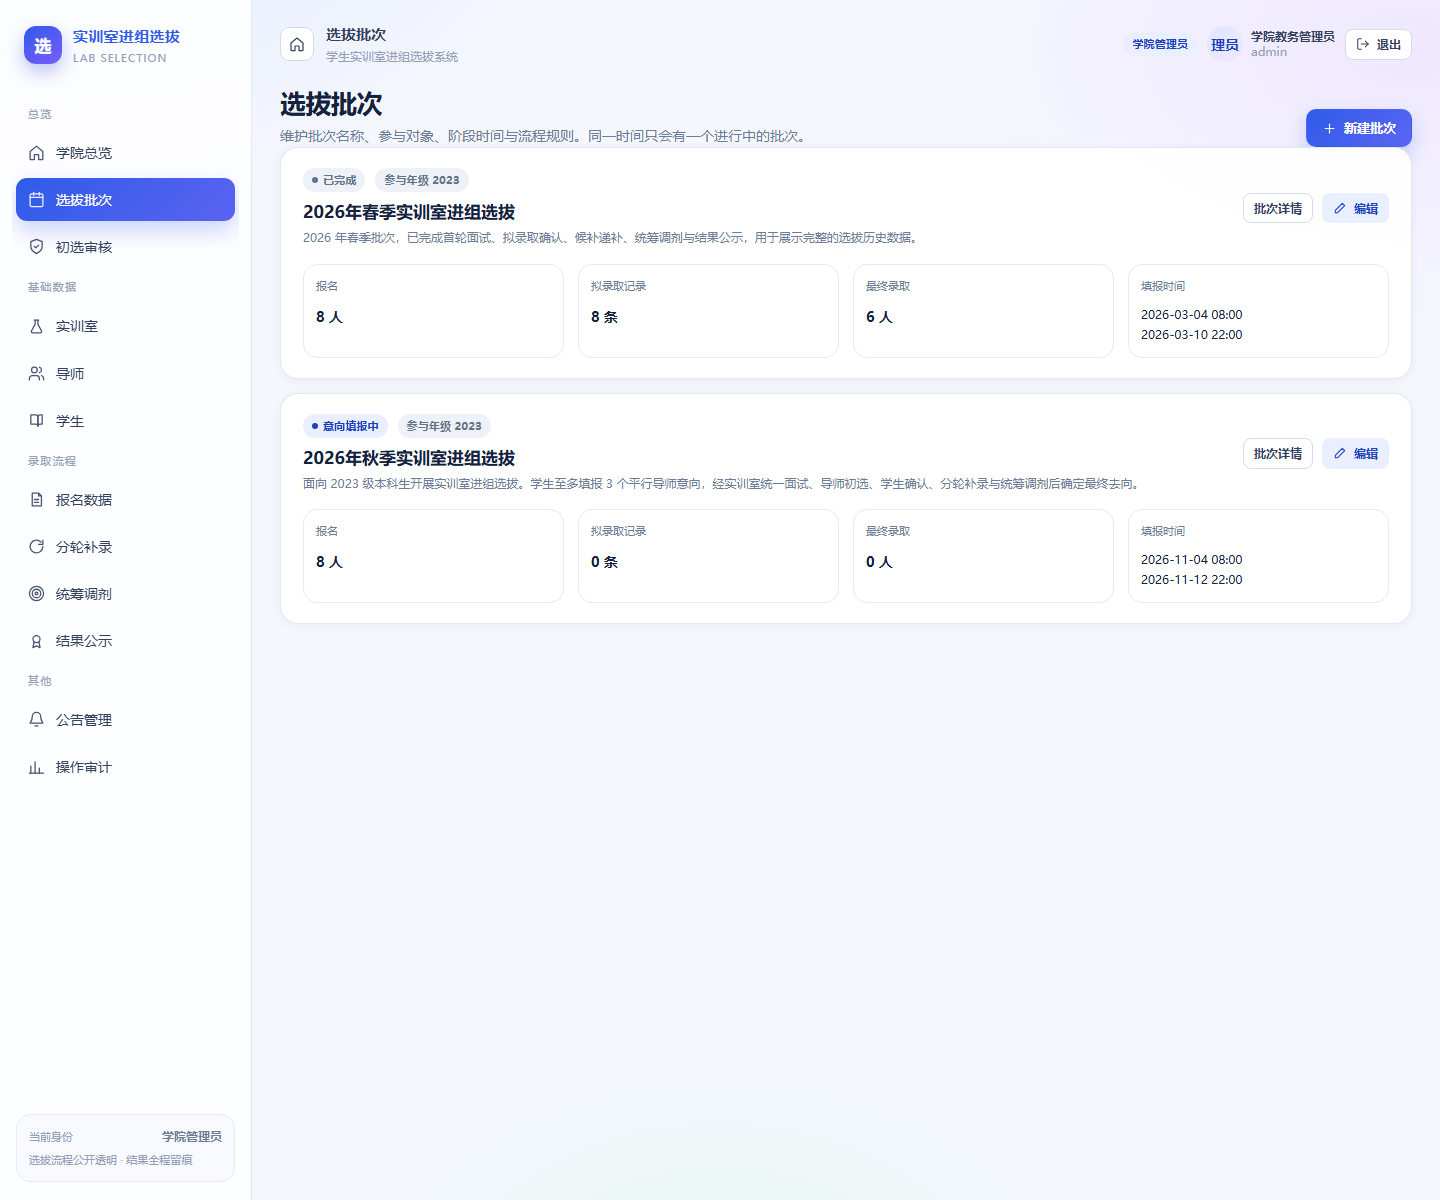 选
实训室进组选拔
LAB SELECTION
总览
学院总览
选拔批次
初选审核
基础数据
实训室
导师
学生
录取流程
报名数据
分轮补录
统筹调剂
结果公示
其他
公告管理
操作审计
当前身份 学院管理员
选拔流程公开透明 · 结果全程留痕
选拔批次
学生实训室进组选拔系统
学院管理员
理员
学院教务管理员
admin
退出
选拔批次
维护批次名称、参与对象、阶段时间与流程规则。同一时间只会有一个进行中的批次。
新建批次
已完成 参与年级 2023
2026年春季实训室进组选拔
2026 年春季批次，已完成首轮面试、拟录取确认、候补递补、统筹调剂与结果公示，用于展示完整的选拔历史数据。
批次详情 编辑
报名
8 人
拟录取记录
8 条
最终录取
6 人
填报时间
2026-03-04 08:00
2026-03-10 22:00
意向填报中 参与年级 2023
2026年秋季实训室进组选拔
面向 2023 级本科生开展实训室进组选拔。学生至多填报 3 个平行导师意向，经实训室统一面试、导师初选、学生确认、分轮补录与统筹调剂后确定最终去向。
批次详情 编辑
报名
8 人
拟录取记录
0 条
最终录取
0 人
填报时间
2026-11-04 08:00
2026-11-12 22:00